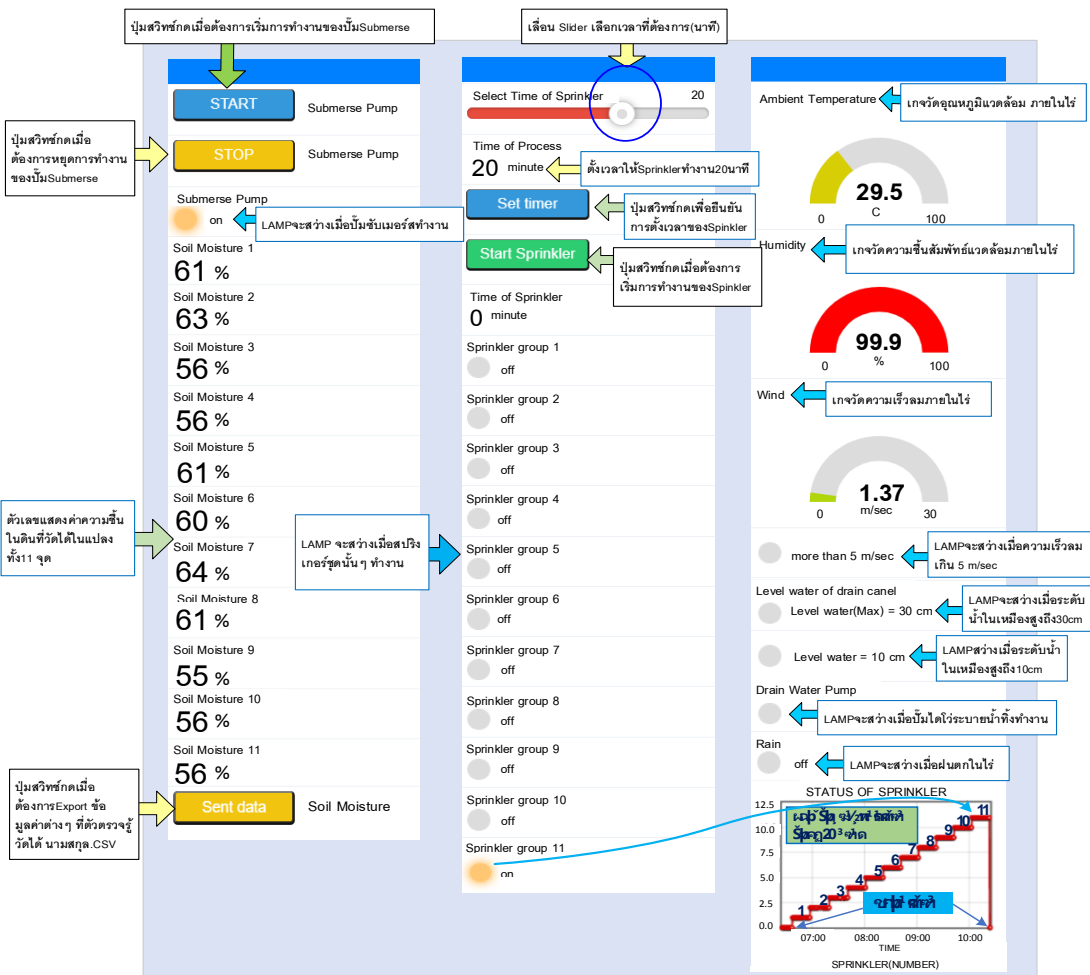 ปุ่มสวิทซ์กดเมื่อต้องการเริ่มการทำงานของปั๊มSubmerse
เลื่อน Slider เลือกเวลาที่ต้องการ(นาที)
START
Submerse Pump
ปุ่มสวิทซ์กดเมื่อ
ต้องการหยุดการทำงาน
ของปั๊มSubmerse
STOP
Submerse Pump
Submerse Pump
on
LAMPจะสว่างเมื่อปั๊มซับเมอร์สทำงาน
Soil Moisture 1
61 %
Soil Moisture 2
63 %
Soil Moisture 3
56 %
Soil Moisture 4
56 %
Soil Moisture 5
61 %
Soil Moisture 6
60 %
ตัวเลขแสดงค่าความชื้น
ในดินที่วัดได้ในแปลง
ทั้ง11 จุด
Soil Moisture 7
64 %
Soil Moisture 8
61 %
Soil Moisture 9
55 %
Soil Moisture 10
56 %
Soil Moisture 11
56 %
ปุ่มสวิทซ์กดเมื่อ
ต้องการExport ข้อ
มูลค่าต่างๆ ที่ตัวตรวจรู้
วัดได้ นามสกุล.CSV
Sent data
Soil Moisture
Select Time of Sprinkler 20
Time of Process
20 minute
ตั้งเวลาให้Sprinklerทำงาน20นาที
Set timer
ปุ่มสวิทซ์กดเพื่อยืนยัน
การตั้งเวลาของSpinkler
Start Sprinkler
ปุ่มสวิทซ์กดเมื่อต้องการ
เริ่มการทำงานของSpinkler
Time of Sprinkler
0 minute
Sprinkler group 1
off
Sprinkler group 2
off
Sprinkler group 3
off
Sprinkler group 4
off
LAMP จะสว่างเมื่อสปริง
เกอร์ชุดนั้นๆ ทำงาน
Sprinkler group 5
off
Sprinkler group 6
off
Sprinkler group 7
off
Sprinkler group 8
off
Sprinkler group 9
off
Sprinkler group 10
off
Sprinkler group 11
on
Ambient Temperature
เกจวัดอุณหภูมิแวดล้อม ภายในไร่
29.5
0 C 100
Humidity
เกจวัดความชื้นสัมพัทธ์แวดล้อมภายในไร่
99.9
0 % 100
Wind
เกจวัดความเร็วลมภายในไร่
1.37
0 m/sec 30
more than 5 m/sec
LAMPจะสว่างเมื่อความเร็วลม
เกิน 5 m/sec
Level water of drain canel
Level water(Max) = 30 cm
LAMPจะสว่างเมื่อระดับ
น้ำในเหมืองสูงถึง30cm
Level water = 10 cm
LAMPสว่างเมื่อระดับน้ำ
ในเหมืองสูงถึง10cm
Drain Water Pump
LAMPจะสว่างเมื่อปั๊มไดโว่ระบายน้ำทิ้งทำงาน
Rain
off
LAMPจะสว่างเมื่อฝนตกในไร่
STATUS OF SPRINKLER
12.5
10.0
7.5
5.0
2.5
0.0
1 2 3 4 5 6 7 8 9 10 11
07:00 08:00 09:00 10:00
TIME
SPRINKLER(NUMBER)